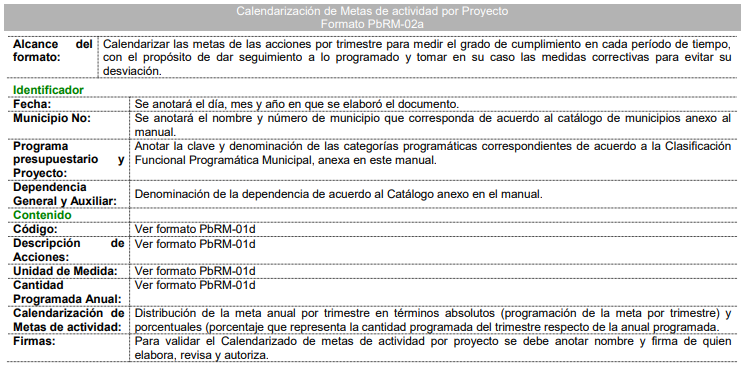 Calendarización de Metas de actividad por Proyecto
Formato PbRM-02a
Alcance del formato: Calendarizar las metas de las acciones por trimestre para medir el grado de cumplimiento en cada período de tiempo,
con el propósito de dar seguimiento a lo programado y tomar en su caso las medidas correctivas para evitar su
desviación.
Identificador
Fecha: Se anotará el día, mes y año en que se elaboró el documento.
Municipio No: Se anotará el nombre y número de municipio que corresponda de acuerdo al catálogo de municipios anexo al
manual.
Programa presupuestario y Proyecto: Anotar la clave y denominación de las categorías programáticas correspondientes de acuerdo a la Clasificación
Funcional Programática Municipal, anexa en este manual.
Dependencia General y Auxiliar: Denominación de la dependencia de acuerdo al Catálogo anexo en el manual.
Contenido
Código: Ver formato PbRM-01d
Descripción de Acciones: Ver formato PbRM-01d
Unidad de Medida: Ver formato PbRM-01d
Cantidad Programada Anual: Ver formato PbRM-01d
Calendarización de Metas de actividad: Distribución de la meta anual por trimestre en términos absolutos (programación de la meta por trimestre) y
porcentuales (porcentaje que representa la cantidad programada del trimestre respecto de la anual programada.
Firmas: Para validar el Calendarizado de metas de actividad por proyecto se debe anotar nombre y firma de quien
elabora, revisa y autoriza.